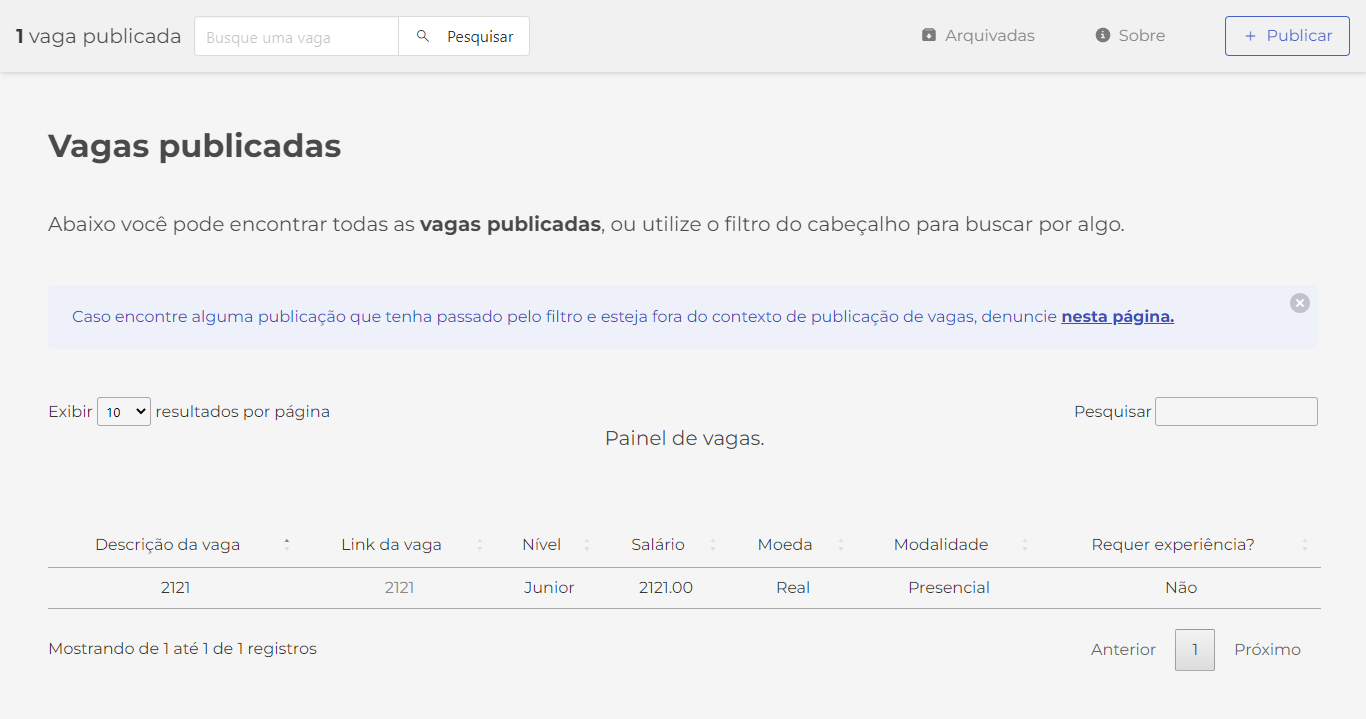 1 vaga publicada Busque uma vaga Pesquisar Arquivadas Sobre + Publicar
Vagas publicadas
Abaixo você pode encontrar todas as vagas publicadas, ou utilize o filtro do cabeçalho para buscar por algo.
Caso encontre alguma publicação que tenha passado pelo filtro e esteja fora do contexto de publicação de vagas, denuncie nesta página.
Exibir 10 resultados por página Pesquisar
Painel de vagas.
Descrição da vaga Link da vaga Nível Salário Moeda Modalidade Requer experiência?
2121 2121 Junior 2121.00 Real Presencial Não
Mostrando de 1 até 1 de 1 registros Anterior 1 Próximo